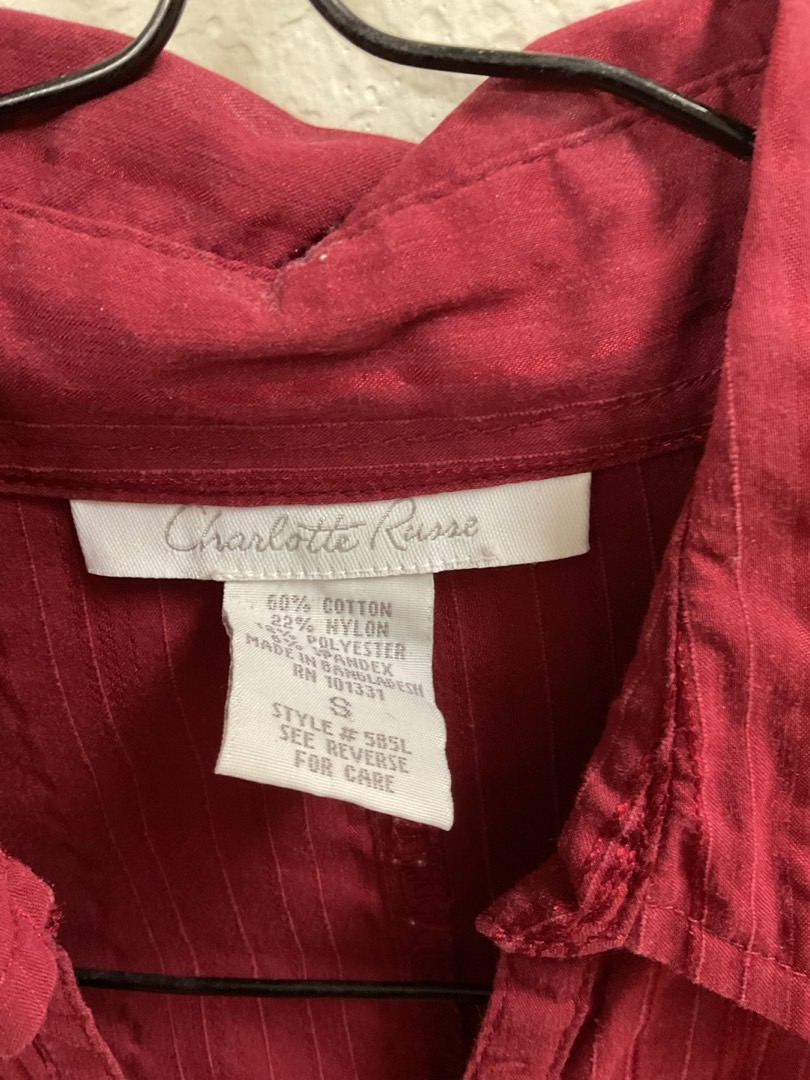 Charlotte Russe
60% COTTON
22% NYLON
POLYESTER
SPANDEX
MADE IN BANGLADESH
RN 101331
S
STYLE # 585L
SEE REVERSE
FOR CARE